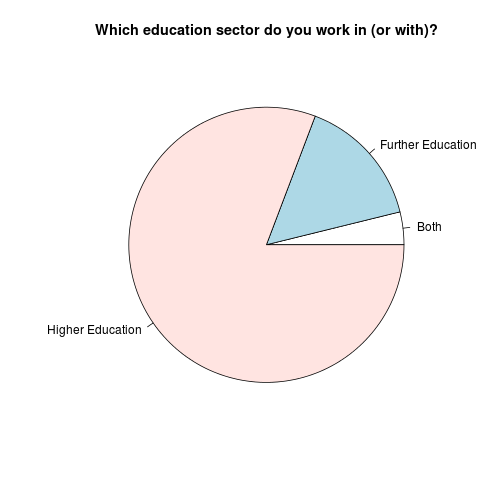 Which education sector do you work in (or with)?
Further Education
Both
Higher Education